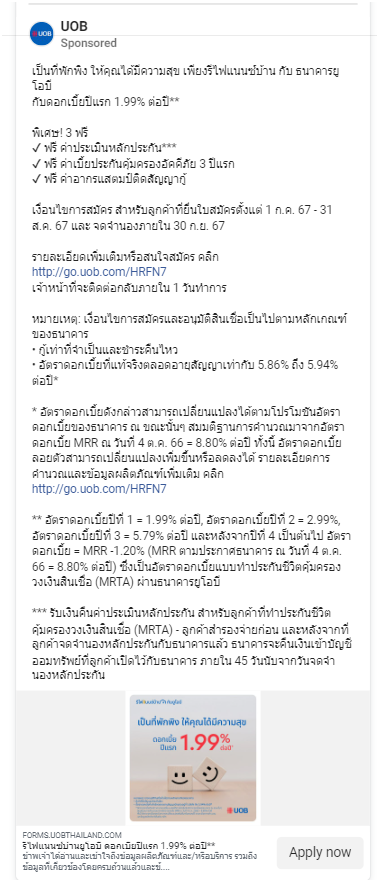 UOB
UOB
Sponsored
เป็นที่พักพิง ให้คุณได้มีความสุข เพียงรีไฟแนนซ์บ้าน กับ ธนาคารยู
โอบี
กับดอกเบี้ยปีแรก 1.99% ต่อปี**
พิเศษ! 3 ฟรี
✓ ฟรี ค่าประเมินหลักประกัน***
✓ ฟรี ค่าเบี้ยประกันคุ้มครองอัคคีภัย 3 ปีแรก
✓ ฟรี ค่าอากรแสตมป์ติดสัญญากู้
เงื่อนไขการสมัคร สำหรับลูกค้าที่ยื่นใบสมัครตั้งแต่ 1 ก.ค. 67 - 31
ส.ค. 67 และ จดจำนองภายใน 30 ก.ย. 67
รายละเอียดเพิ่มเติมหรือสนใจสมัคร คลิก
http://go.uob.com/HRFN7
เจ้าหน้าที่จะติดต่อกลับภายใน 1 วันทำการ
หมายเหตุ: เงื่อนไขการสมัครและอนุมัติสินเชื่อเป็นไปตามหลักเกณฑ์
ของธนาคาร
• กู้เท่าที่จำเป็นและชำระคืนไหว
• อัตราดอกเบี้ยที่แท้จริงตลอดอายุสัญญาเท่ากับ 5.86% ถึง 5.94%
ต่อปี*
* อัตราดอกเบี้ยดังกล่าวสามารถเปลี่ยนแปลงได้ตามโปรโมชันอัตรา
ดอกเบี้ยของธนาคาร ณ ขณะนั้นๆ สมมติฐานการคำนวณมาจากอัตรา
ดอกเบี้ย MRR ณ วันที่ 4 ต.ค. 66 = 8.80% ต่อปี ทั้งนี้ อัตราดอกเบี้ย
ลอยตัวสามารถเปลี่ยนแปลงเพิ่มขึ้นหรือลดลงได้ รายละเอียดการ
คำนวณและข้อมูลผลิตภัณฑ์เพิ่มเติม คลิก
http://go.uob.com/HRFN7
** อัตราดอกเบี้ยปีที่ 1 = 1.99% ต่อปี, อัตราดอกเบี้ยปีที่ 2 = 2.99%,
อัตราดอกเบี้ยปีที่ 3 = 5.79% ต่อปี และหลังจากปีที่ 4 เป็นต้นไป อัตรา
ดอกเบี้ย = MRR -1.20% (MRR ตามประกาศธนาคาร ณ วันที่ 4 ต.ค.
66 = 8.80% ต่อปี) ซึ่งเป็นอัตราดอกเบี้ยแบบทำประกันชีวิตคุ้มครอง
วงเงินสินเชื่อ (MRTA) ผ่านธนาคารยูโอบี
*** รับเงินคืนค่าประเมินหลักประกัน สำหรับลูกค้าที่ทำประกันชีวิต
คุ้มครองวงเงินสินเชื่อ (MRTA) - ลูกค้าสำรองจ่ายก่อน และหลังจากที่
ลูกค้าจดจำนองหลักประกันกับธนาคารแล้ว ธนาคารจะคืนเงินเข้าบัญชี
ออมทรัพย์ที่ลูกค้าเปิดไว้กับธนาคาร ภายใน 45 วันนับจากวันจดจำ
นองหลักประกัน
เป็นที่พักพิง ให้คุณได้มีความสุข
ดอกเบี้ย
ปีแรก 1.99% ต่อปี*
UOB
FORMS.UOBTHAILAND.COM
รีไฟแนนซ์บ้านยูโอบี ดอกเบี้ยปีแรก 1.99% ต่อปี**
ข้าพเจ้าได้อ่านและเข้าใจถึงข้อมูลผลิตภัณฑ์และ/หรือบริการ รวมถึง
ข้อมูลที่เกี่ยวข้องโดยครบถ้วนแล้วและข้....
Apply now